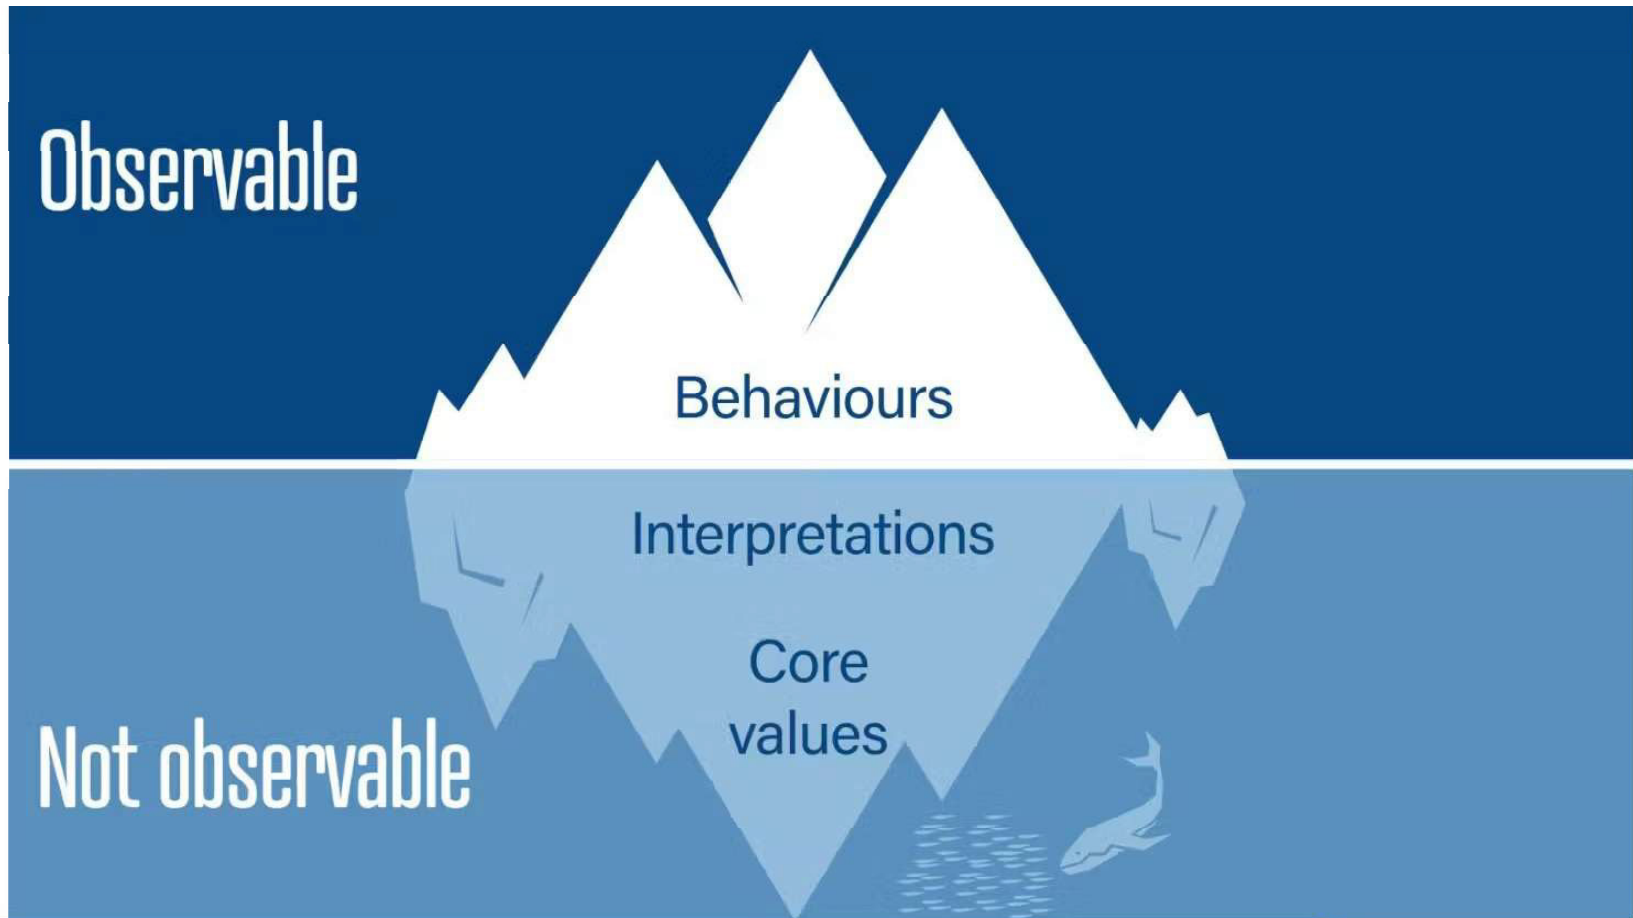 Observable
Behaviours
Interpretations
Core
values
Not observable